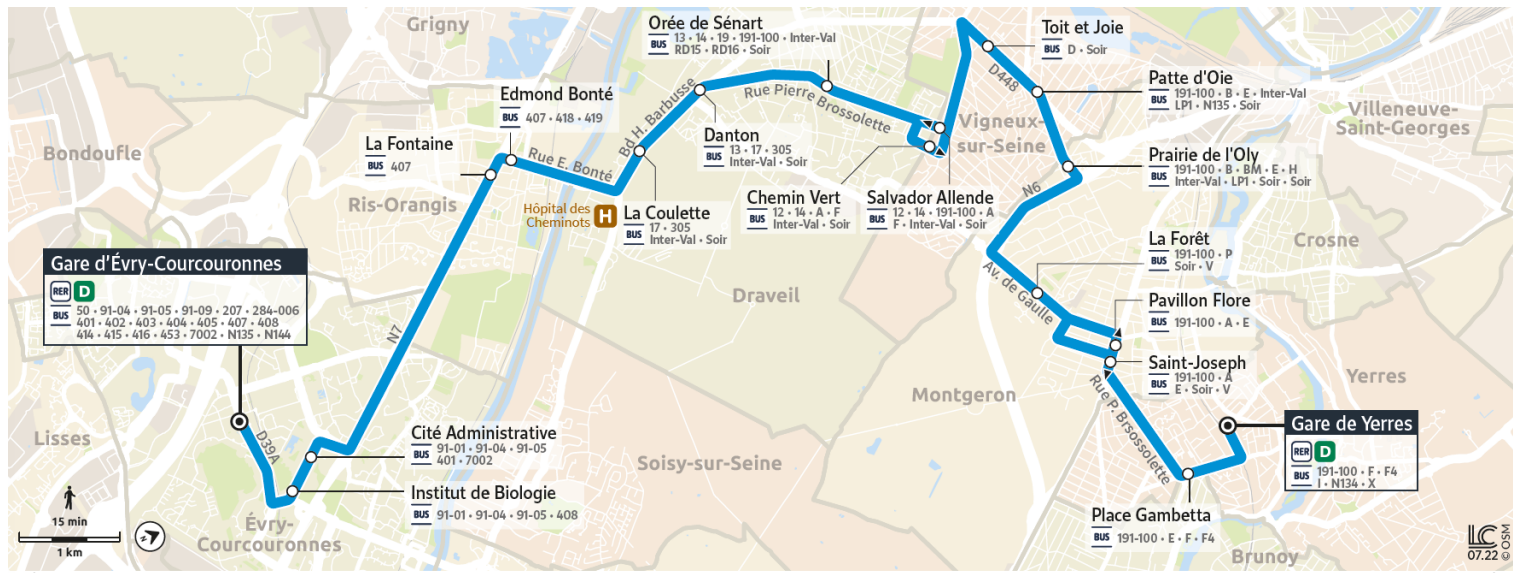 Grigny
Orée de Sénart
BUS 13 • 14 • 19 • 191-100 • Inter-Val
RD15 • RD16 • Soir
Toit et Joie
BUS D • Soir
D448
Patte d'Oie
BUS 191-100 • B • E • Inter-Val
LP1 • N135 • Soir
Villeneuve-
Saint-Georges
Edmond Bonté
BUS 407 • 418 • 419
Bd H. Barbusse
Rue Pierre Brossolette
Vigneux-
sur-Seine
Danton
BUS 13 • 17 • 305
Inter-Val • Soir
La Fontaine
BUS 407
Bondoufle
Rue E. Bonté
Prairie de l'Oly
BUS 191-100 • B • BM • E • H
Inter-Val • LP1 • Soir • Soir
N6
Ris-Orangis
Hôpital des
Cheminots
H
La Coulette
BUS 17 • 305
Inter-Val • Soir
Chemin Vert
BUS 12 • 14 • A • F
Inter-Val • Soir
Salvador Allende
BUS 12 • 14 • 191-100 • A
F • Inter-Val • Soir
La Forêt
BUS 191-100 • P
Soir • V
Crosne
Gare d'Évry-Courcouronnes
RER D
BUS 50 • 91-04 • 91-05 • 91-09 • 207 • 284-006
401 • 402 • 403 • 404 • 405 • 407 • 408
414 • 415 • 416 • 453 • 7002 • N135 • N144
Draveil
Av. de Gaulle
Pavillon Flore
BUS 191-100 • A • E
N7
Saint-Joseph
BUS 191-100 • A
E • Soir • V
Yerres
Montgeron
Rue P. Brsossolette
Gare de Yerres
RER D
BUS 191-100 • F • F4
I • N134 • X
Lisses
D39A
Cité Administrative
BUS 91-01 • 91-04 • 91-05
401 • 7002
Soisy-sur-Seine
Institut de Biologie
BUS 91-01 • 91-04 • 91-05 • 408
Place Gambetta
BUS 191-100 • E • F • F4
15 min
1 km
Évry-
Courcouronnes
Brunoy
LC
07.22 © OSM